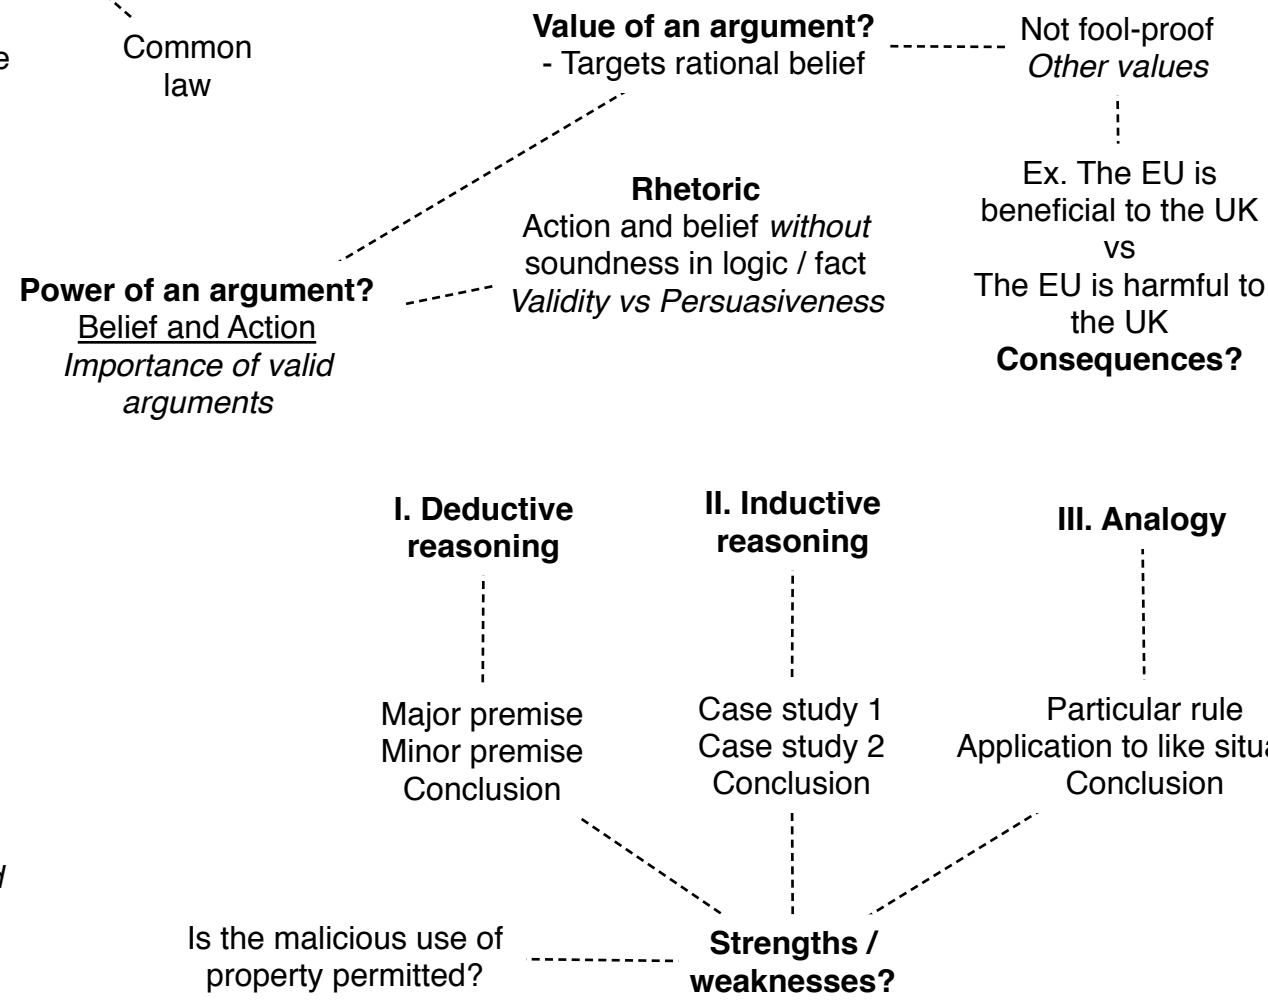 Common
law
Value of an argument?
- Targets rational belief
Not fool-proof
Other values
Rhetoric
Action and belief without
soundness in logic / fact
Validity vs Persuasiveness
Ex. The EU is
beneficial to the UK
vs
The EU is harmful to
the UK
Consequences?
Power of an argument?
Belief and Action
Importance of valid
arguments
I. Deductive
reasoning
II. Inductive
reasoning
III. Analogy
Major premise
Minor premise
Conclusion
Case study 1
Case study 2
Conclusion
Particular rule
Application to like
Conclusion
Is the malicious use of
property permitted?
Strengths /
weaknesses?